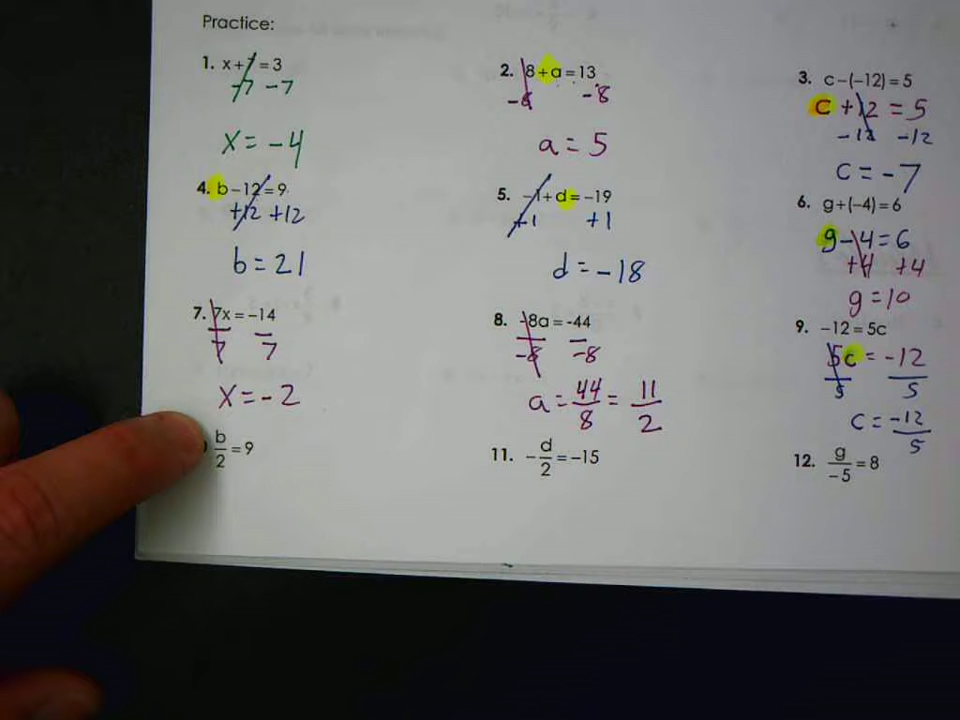 Practice:
1. x + 7 = 3
-7 -7
x = -4
2. 8 + a = 13
-8 -8
a = 5
3. c - (-12) = 5
c + 12 = 5
-12 -12
c = -7
4. b - 12 = 9
+12 +12
b = 21
5. -1 + d = -19
+1 +1
d = -18
6. g + (-4) = 6
g - 4 = 6
+4 +4
g = 10
7. 7x = -14
7 7
x = -2
8. -8a = -44
-8 -8
a = 44/8 = 11/2
9. -12 = 5c
5c = -12
5 5
c = -12/5
b/2 = 9
11. -d/2 = -15
12. g/-5 = 8